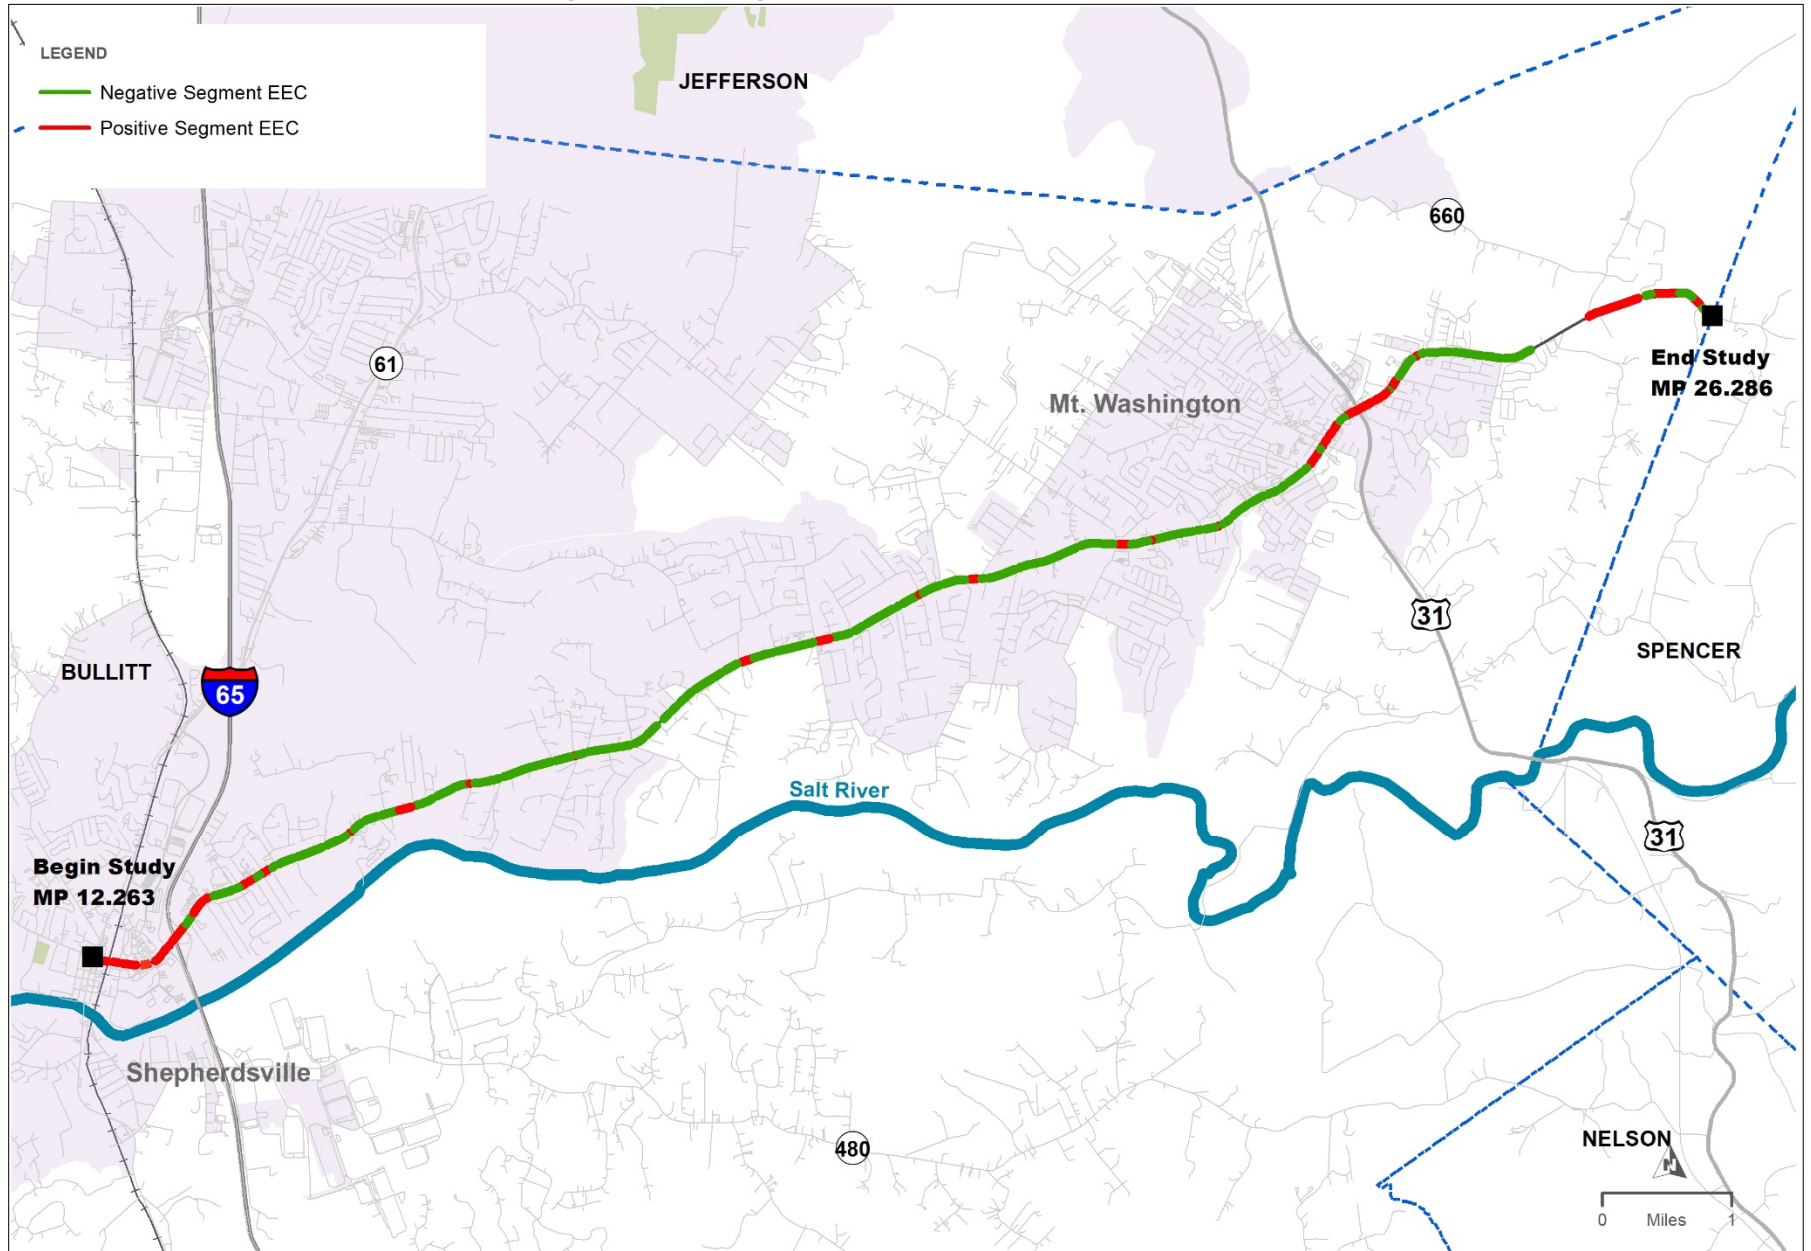 LEGEND
Negative Segment EEC
Positive Segment EEC
JEFFERSON
660
61
End Study
MP 26.286
Mt. Washington
31
SPENCER
BULLITT
65
Salt River
31
Begin Study
MP 12.263
Shepherdsville
480
NELSON
N
0 Miles 1